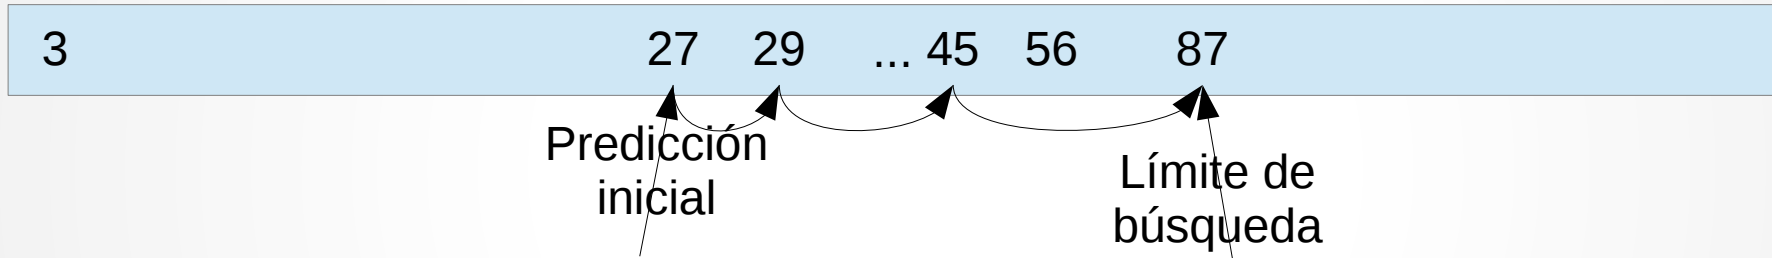 3 27 29 ... 45 56 87
Predicción
inicial
Límite de
búsqueda